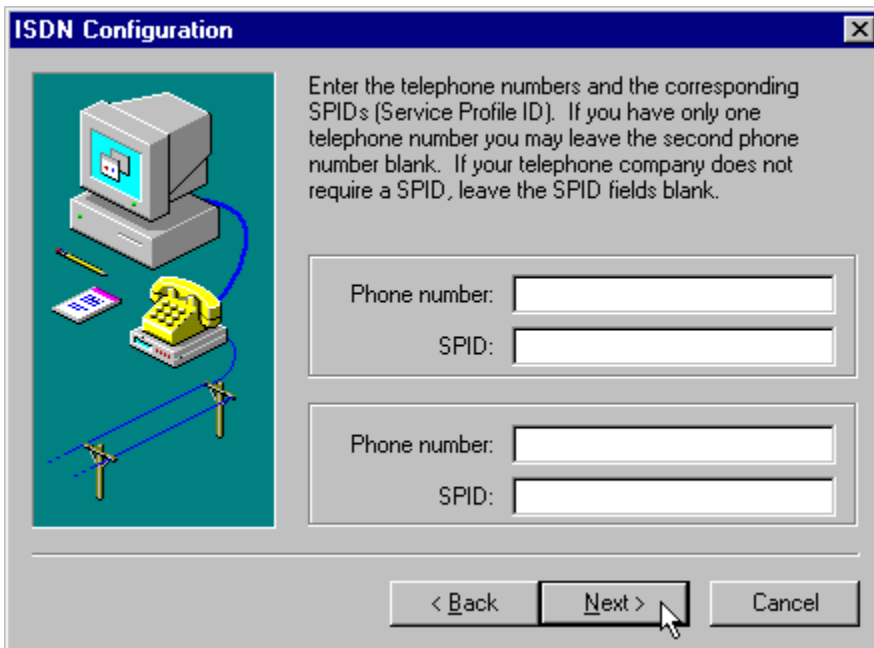 ISDN Configuration
Enter the telephone numbers and the corresponding
SPIDs (Service Profile ID).  If you have only one
telephone number you may leave the second phone
number blank.  If your telephone company does not
require a SPID, leave the SPID fields blank.
Phone number:
SPID:
Phone number:
SPID:
< Back
Next >
Cancel